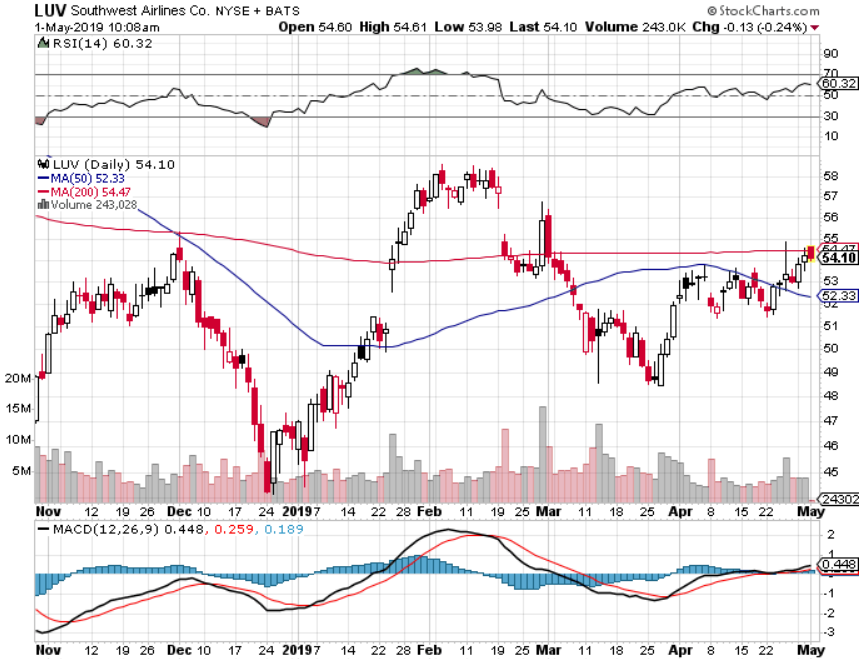 LUV Southwest Airlines Co. NYSE + BATS © StockCharts.com
1-May-2019 10:08am Open 54.60 High 54.61 Low 53.98 Last 54.10 Volume 243.0K Chg -0.13 (-0.24%)
RSI(14) 60.32
90
70
60.32
50
30
10
LUV (Daily) 54.10
MA(50) 52.33
MA(200) 54.47
Volume 243,028
58
57
56
55
54.47
54.10
53
52.33
52
51
50
49
48
47
46
45
20M
15M
10M
5M
24302
Nov 12 19 26 Dec 10 17 24 2019 7 14 22 28 Feb 11 19 25 Mar 11 18 25 Apr 8 15 22 May
MACD(12,26,9) 0.448, 0.259, 0.189
2
1
0.448
-1
-2
-3
Nov 12 19 26 Dec 10 17 24 2019 7 14 22 28 Feb 11 19 25 Mar 11 18 25 Apr 8 15 22 May